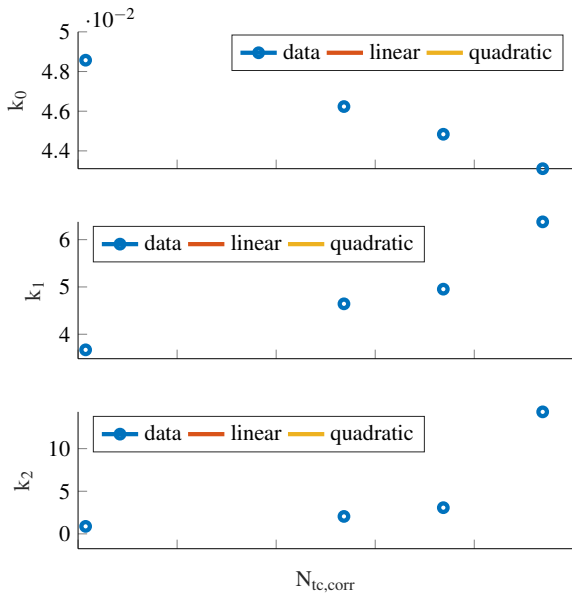 ·10⁻²
5
4.8
4.6
4.4
k₀
data linear quadratic
6
5
4
k₁
data linear quadratic
10
5
0
k₂
data linear quadratic
N_tc,corr